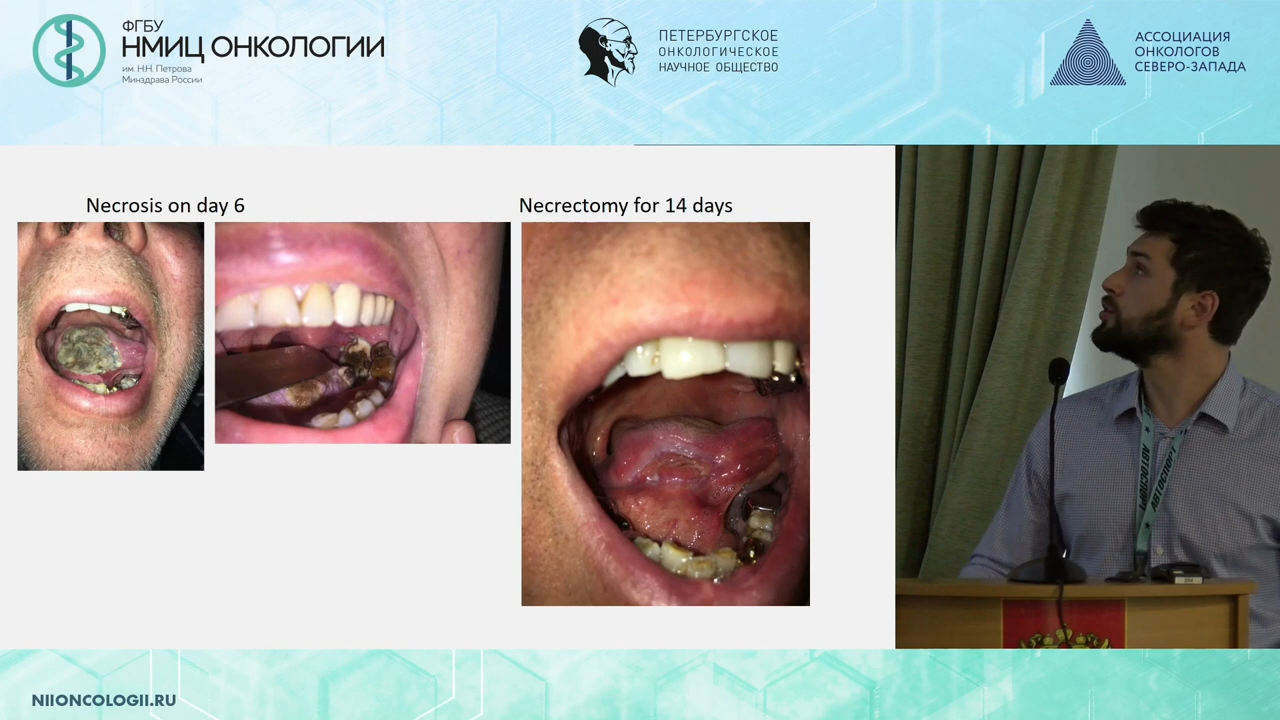 ФГБУ
НМИЦ ОНКОЛОГИИ
им. Н.Н. Петрова
Минздрава России
ПЕТЕРБУРГСКОЕ
ОНКОЛОГИЧЕСКОЕ
НАУЧНОЕ ОБЩЕСТВО
АССОЦИАЦИЯ
ОНКОЛОГОВ
СЕВЕРО-ЗАПАДА
Necrosis on day 6
Necrectomy for 14 days
NIIONCOLOGII.RU